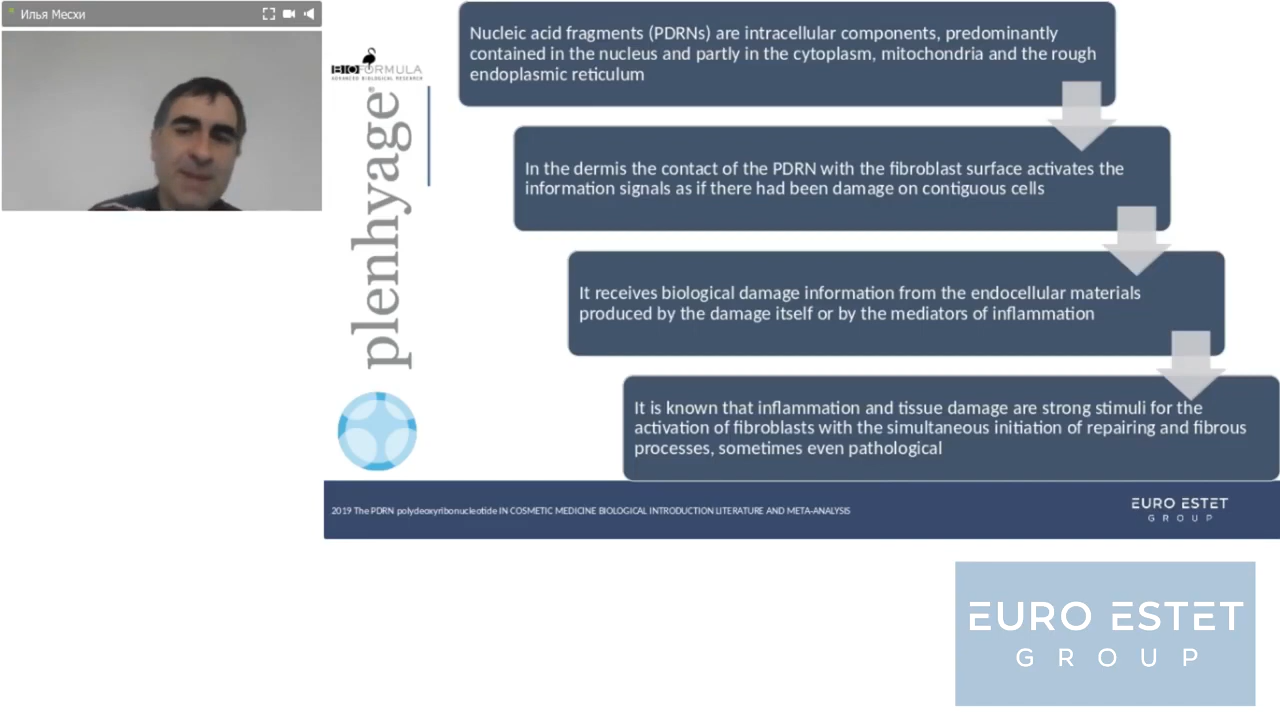 Илья Месхи
BIOFORMULA
ADVANCED BIOLOGICAL RESEARCH
plenhyage®
Nucleic acid fragments (PDRNs) are intracellular components, predominantly
contained in the nucleus and partly in the cytoplasm, mitochondria and the rough
endoplasmic reticulum
In the dermis the contact of the PDRN with the fibroblast surface activates the
information signals as if there had been damage on contiguous cells
It receives biological damage information from the endocellular materials
produced by the damage itself or by the mediators of inflammation
It is known that inflammation and tissue damage are strong stimuli for the
activation of fibroblasts with the simultaneous initiation of repairing and fibrous
processes, sometimes even pathological
2019 The PDRN polydeoxyribonucleotide IN COSMETIC MEDICINE BIOLOGICAL INTRODUCTION LITERATURE AND META-ANALYSIS
EURO ESTET
GROUP
EURO ESTET
GROUP